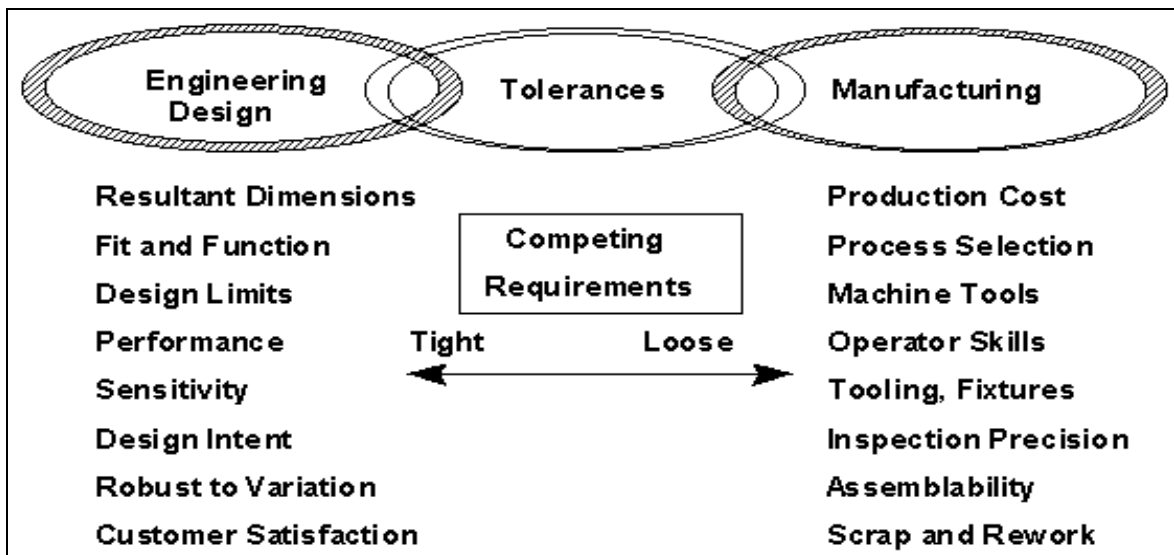 Engineering
Design
Tolerances
Manufacturing
Resultant Dimensions
Fit and Function
Design Limits
Performance
Sensitivity
Design Intent
Robust to Variation
Customer Satisfaction
Competing
Requirements
Tight
Loose
Production Cost
Process Selection
Machine Tools
Operator Skills
Tooling, Fixtures
Inspection Precision
Assemblability
Scrap and Rework